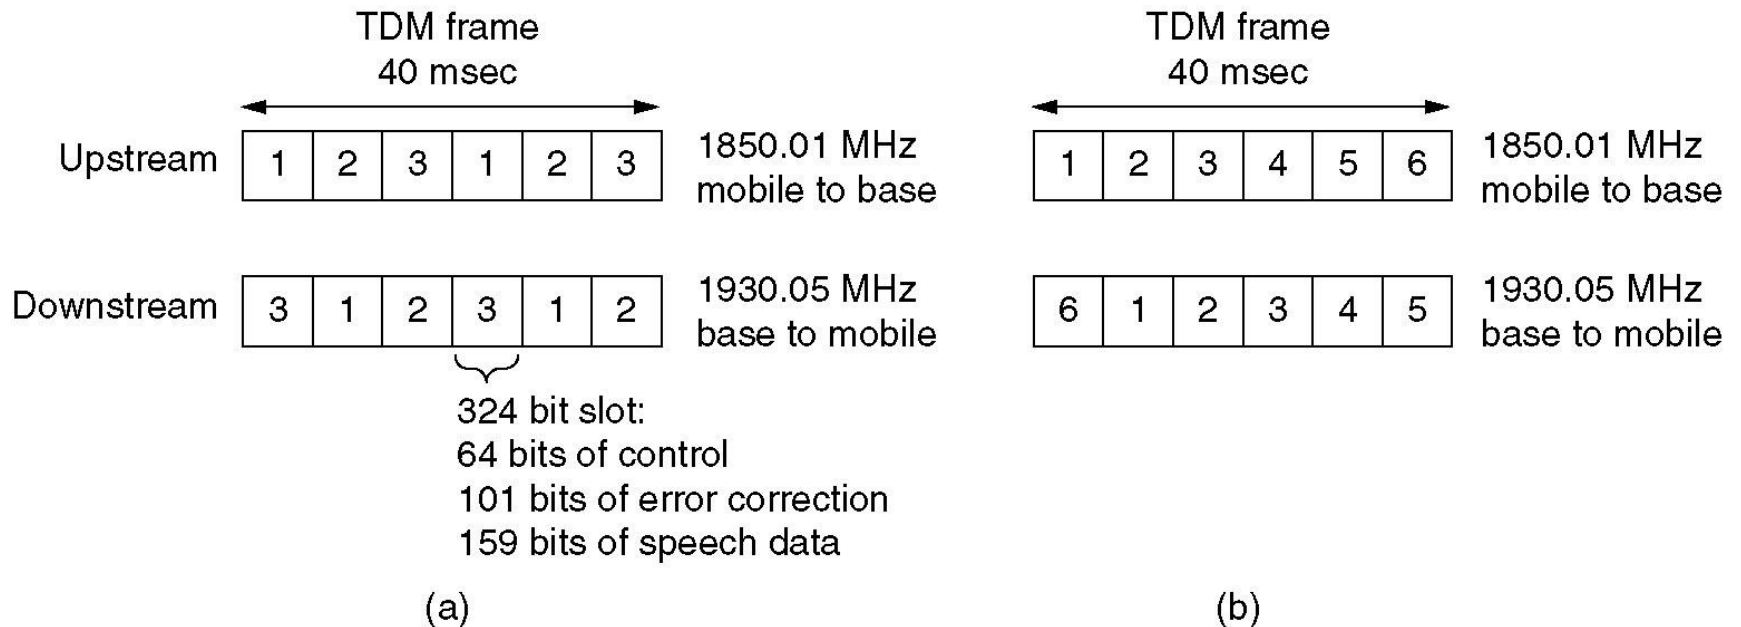 TDM frame
40 msec
Upstream
1 2 3 1 2 3
1850.01 MHz
mobile to base
Downstream
3 1 2 3 1 2
1930.05 MHz
base to mobile
324 bit slot:
64 bits of control
101 bits of error correction
159 bits of speech data
(a)
TDM frame
40 msec
1 2 3 4 5 6
1850.01 MHz
mobile to base
6 1 2 3 4 5
1930.05 MHz
base to mobile
(b)